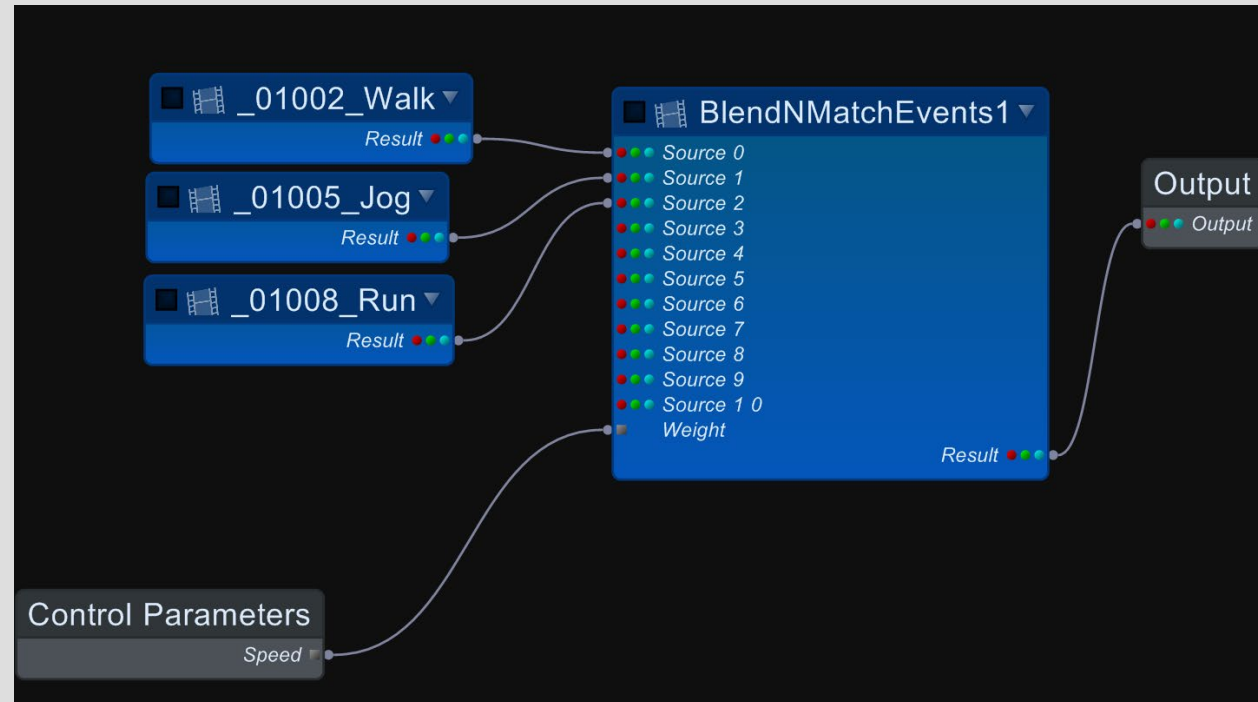 _01002_Walk
Result
_01005_Jog
Result
_01008_Run
Result
BlendNMatchEvents1
Source 0
Source 1
Source 2
Source 3
Source 4
Source 5
Source 6
Source 7
Source 8
Source 9
Source 1 0
Weight
Result
Output
Output
Control Parameters
Speed